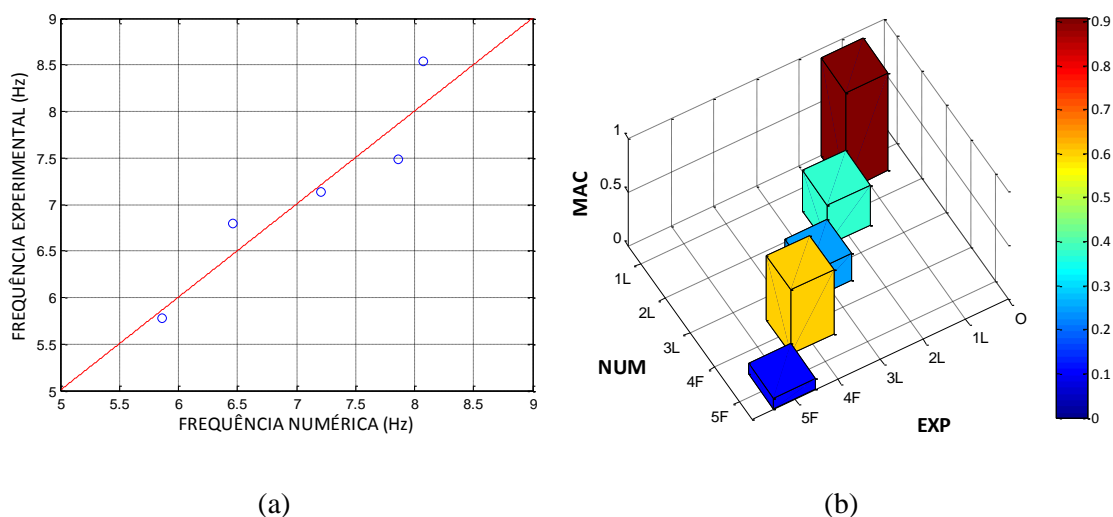 9
8.5
8
7.5
7
6.5
6
5.5
5
5 5.5 6 6.5 7 7.5 8 8.5 9
FREQUÊNCIA EXPERIMENTAL (Hz)
FREQUÊNCIA NUMÉRICA (Hz)
(a)
1
0.5
0
MAC
1L
2L
3L
4F
5F
NUM
5F
4F
3L
2L
1L
O
EXP
0.9
0.8
0.7
0.6
0.5
0.4
0.3
0.2
0.1
0
(b)